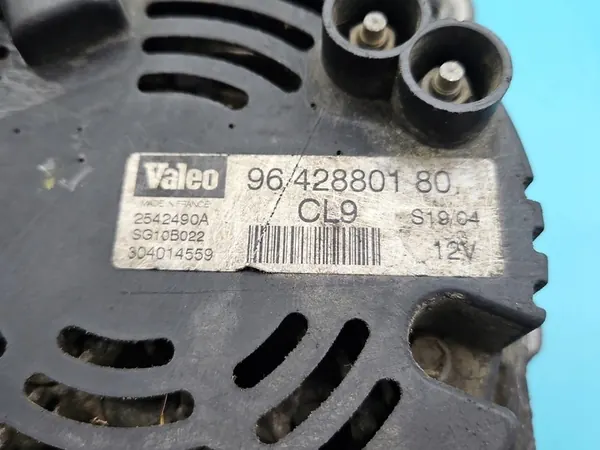 Valeo 96 428801 80
MADE IN FRANCE
2542490A CL9 S19/04
SG10B022
304014559 12V